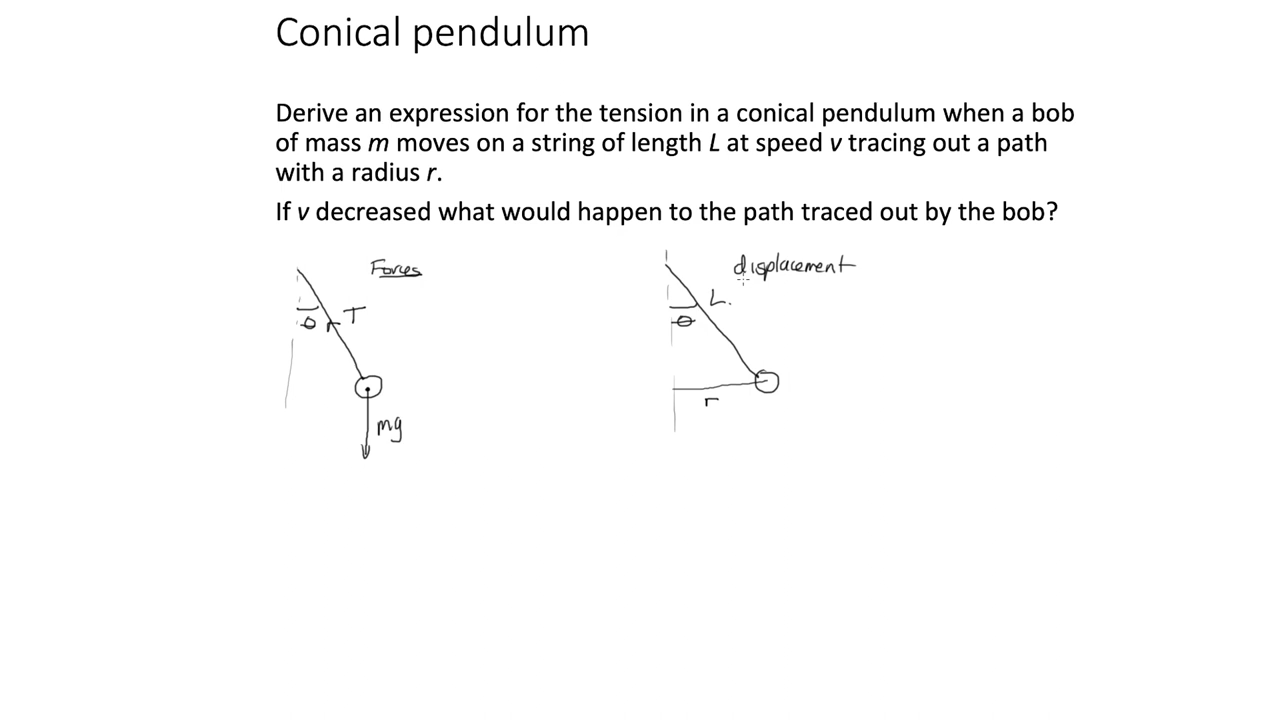 Conical pendulum
Derive an expression for the tension in a conical pendulum when a bob
of mass m moves on a string of length L at speed v tracing out a path
with a radius r.
If v decreased what would happen to the path traced out by the bob?
Forces
displacement
L.
T
θ
θ
r
mg